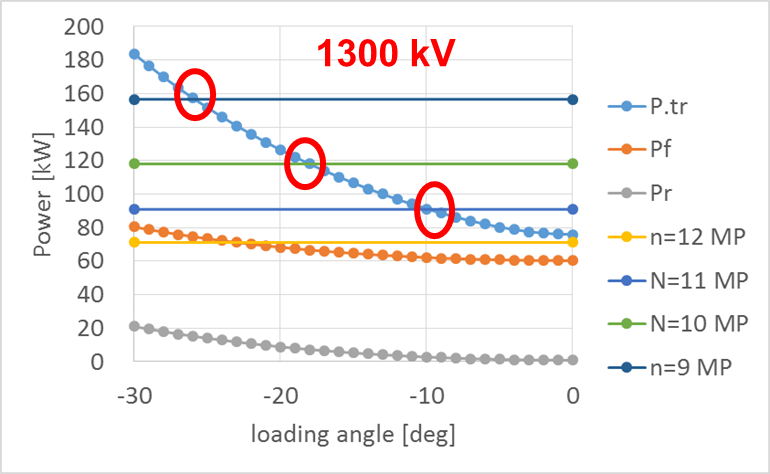 1300 kV
200
180
160
140
120
100
80
60
40
20
0
Power [kW]
-30 -20 -10 0
loading angle [deg]
P.tr
Pf
Pr
n=12 MP
N=11 MP
N=10 MP
n=9 MP